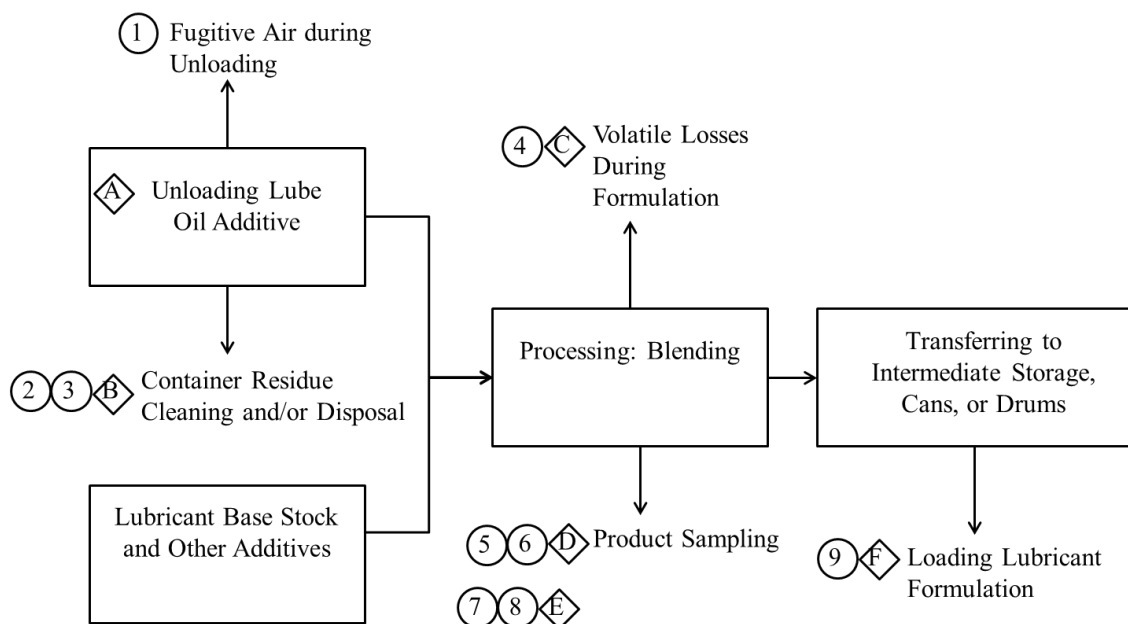 1 Fugitive Air during
Unloading
4 C Volatile Losses
During
Formulation
A Unloading Lube
Oil Additive
Processing: Blending
Transferring to
Intermediate Storage,
Cans, or Drums
2 3 B Container Residue
Cleaning and/or Disposal
Lubricant Base Stock
and Other Additives
5 6 D Product Sampling
7 8 E
9 F Loading Lubricant
Formulation